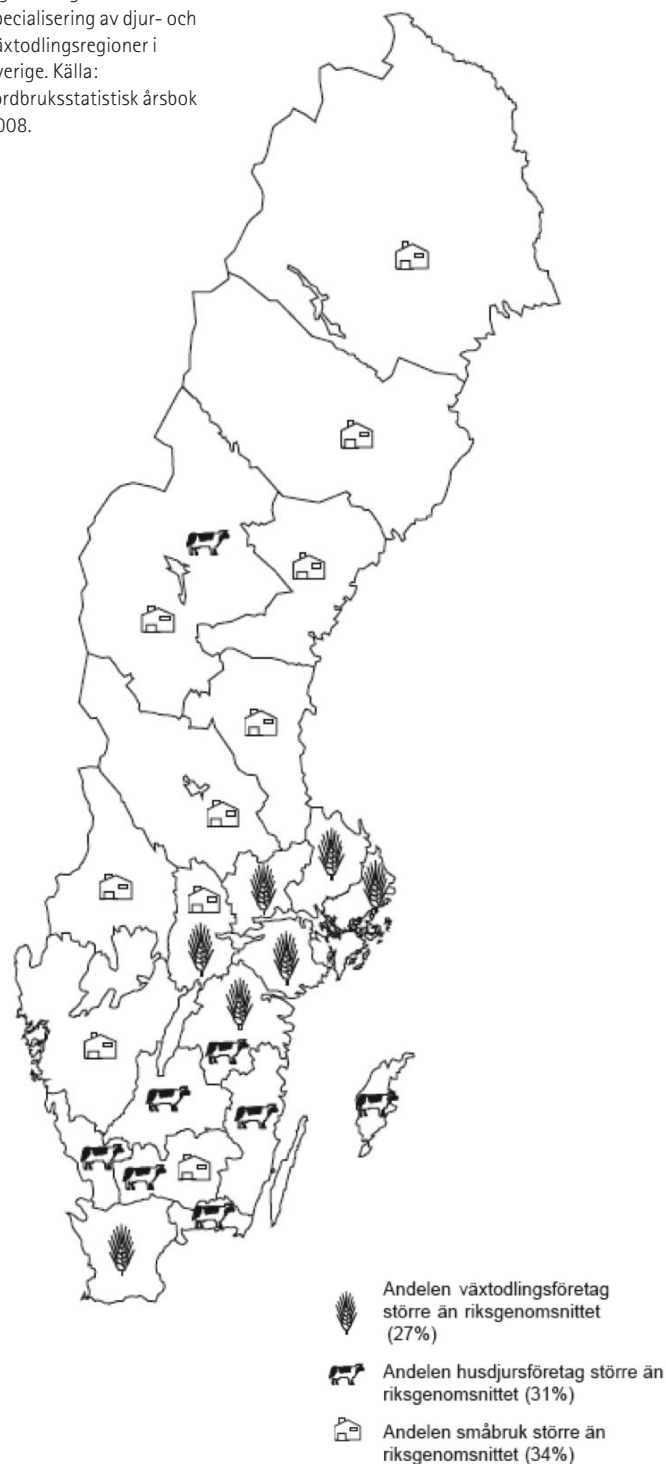 pecialisering av djur- och
äxtodlingsregioner i
verige. Källa:
ordbruksstatistisk årsbok
008.
Andelen växtodlingsföretag
större än riksgenomsnittet
(27%)
Andelen husdjursföretag större än
riksgenomsnittet (31%)
Andelen småbruk större än
riksgenomsnittet (34%)